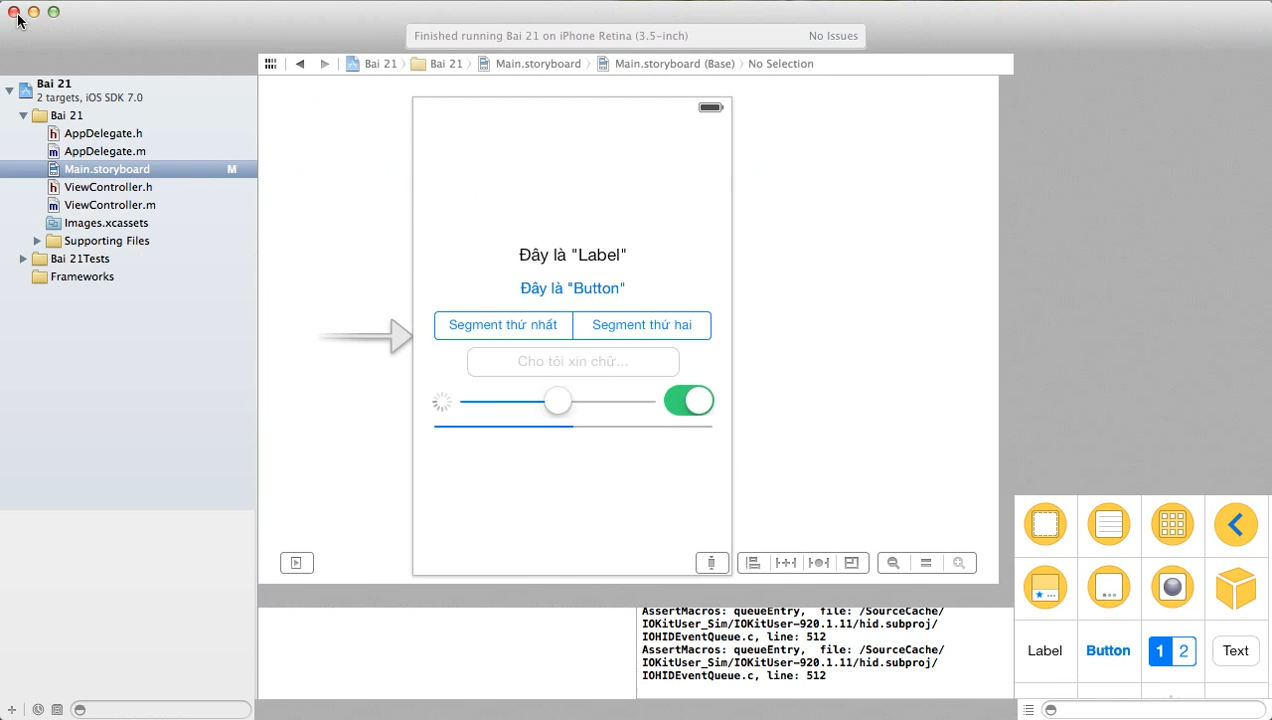 Finished running Bai 21 on iPhone Retina (3.5-inch) No Issues
Bai 21 Bai 21 Main.storyboard Main.storyboard (Base) No Selection
Bai 21
2 targets, iOS SDK 7.0
Bai 21
AppDelegate.h
AppDelegate.m
Main.storyboard M
ViewController.h
ViewController.m
Images.xcassets
Supporting Files
Bai 21Tests
Frameworks
Đây là "Label"
Đây là "Button"
Segment thứ nhất Segment thứ hai
Cho tôi xin chữ...
AssertMacros: queueEntry, file: /SourceCache/
IOKitUser_Sim/IOKitUser-920.1.11/hid.subproj/
IOHIDEventQueue.c, line: 512
AssertMacros: queueEntry, file: /SourceCache/
IOKitUser_Sim/IOKitUser-920.1.11/hid.subproj/
IOHIDEventQueue.c, line: 512
Label Button 1 2 Text